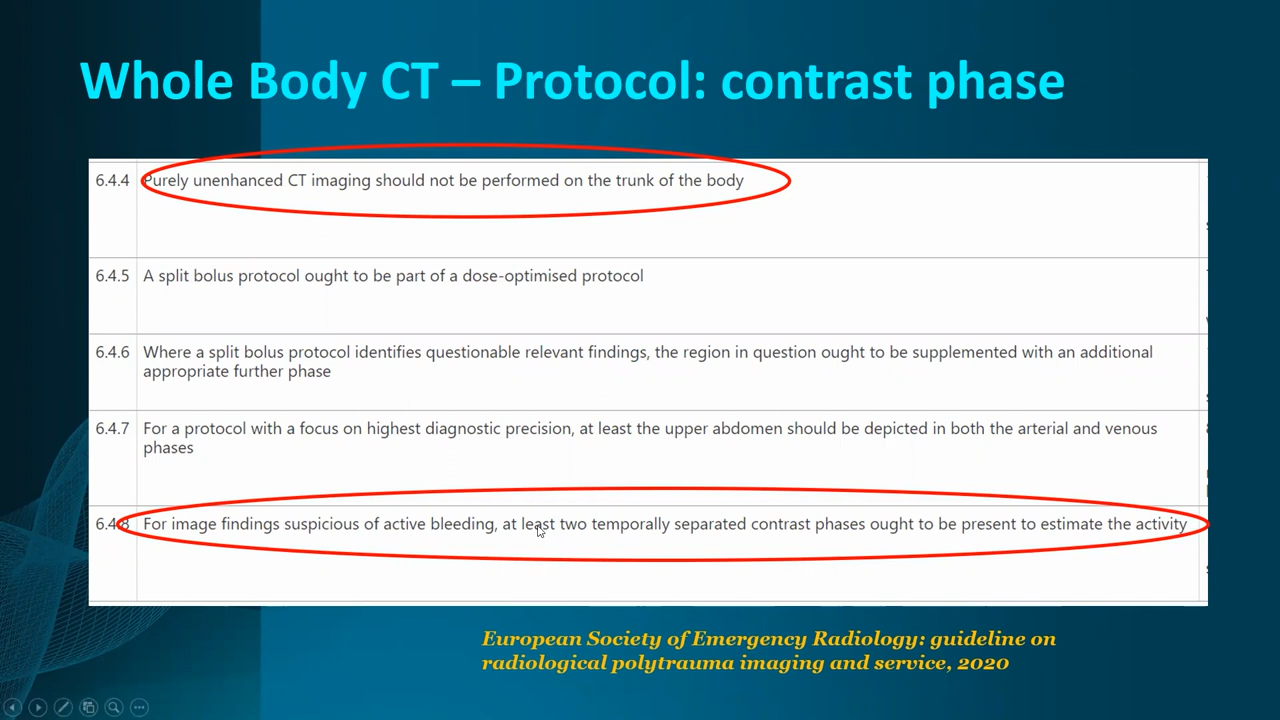 Whole Body CT – Protocol: contrast phase
6.4.4 Purely unenhanced CT imaging should not be performed on the trunk of the body
6.4.5 A split bolus protocol ought to be part of a dose-optimised protocol
6.4.6 Where a split bolus protocol identifies questionable relevant findings, the region in question ought to be supplemented with an additional
appropriate further phase
6.4.7 For a protocol with a focus on highest diagnostic precision, at least the upper abdomen should be depicted in both the arterial and venous
phases
6.4.8 For image findings suspicious of active bleeding, at least two temporally separated contrast phases ought to be present to estimate the activity
European Society of Emergency Radiology: guideline on
radiological polytrauma imaging and service, 2020